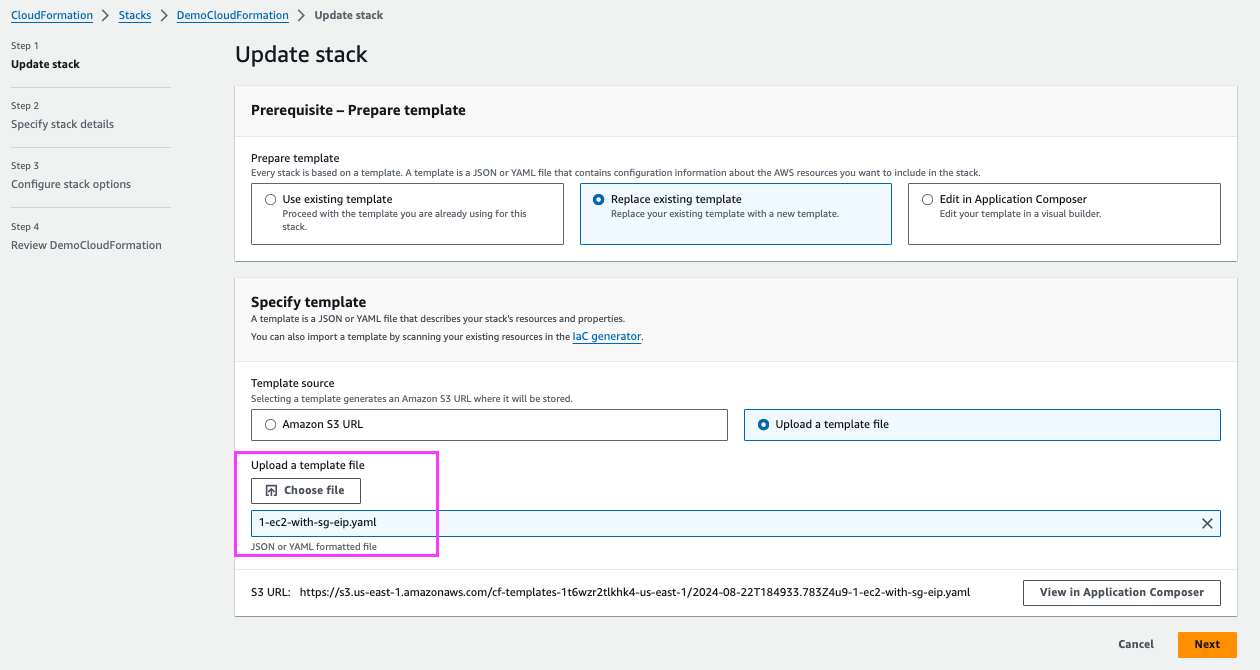 CloudFormation > Stacks > DemoCloudFormation > Update stack
Step 1
Update stack
Step 2
Specify stack details
Step 3
Configure stack options
Step 4
Review DemoCloudFormation
Update stack
Prerequisite – Prepare template
Prepare template
Every stack is based on a template. A template is a JSON or YAML file that contains configuration information about the AWS resources you want to include in the stack.
Use existing template
Proceed with the template you are already using for this
stack.
Replace existing template
Replace your existing template with a new template.
Edit in Application Composer
Edit your template in a visual builder.
Specify template
A template is a JSON or YAML file that describes your stack's resources and properties.
You can also import a template by scanning your existing resources in the IaC generator.
Template source
Selecting a template generates an Amazon S3 URL where it will be stored.
Amazon S3 URL
Upload a template file
Upload a template file
Choose file
1-ec2-with-sg-eip.yaml
JSON or YAML formatted file
S3 URL: https://s3.us-east-1.amazonaws.com/cf-templates-1t6wzr2tlkhk4-us-east-1/2024-08-22T184933.783Z4u9-1-ec2-with-sg-eip.yaml
View in Application Composer
Cancel
Next